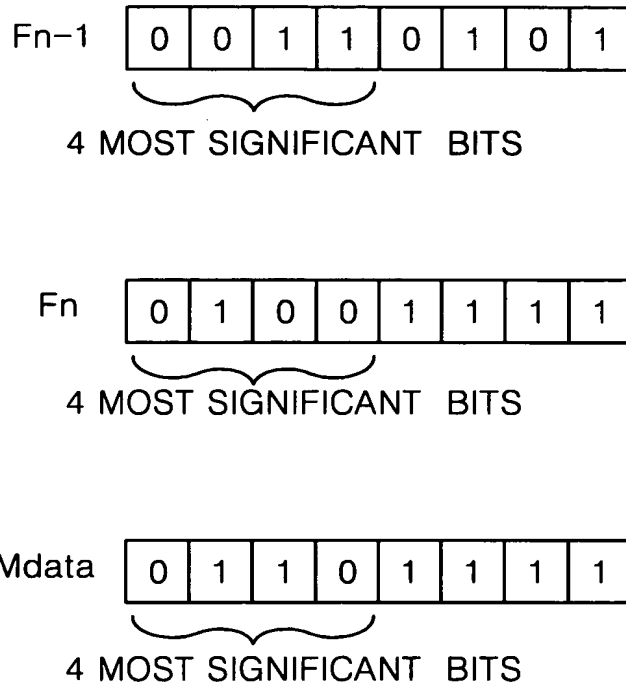 Fn-1 0 0 1 1 0 1 0 1
4 MOST SIGNIFICANT BITS
Fn 0 1 0 0 1 1 1 1
4 MOST SIGNIFICANT BITS
Mdata 0 1 1 0 1 1 1 1
4 MOST SIGNIFICANT BITS